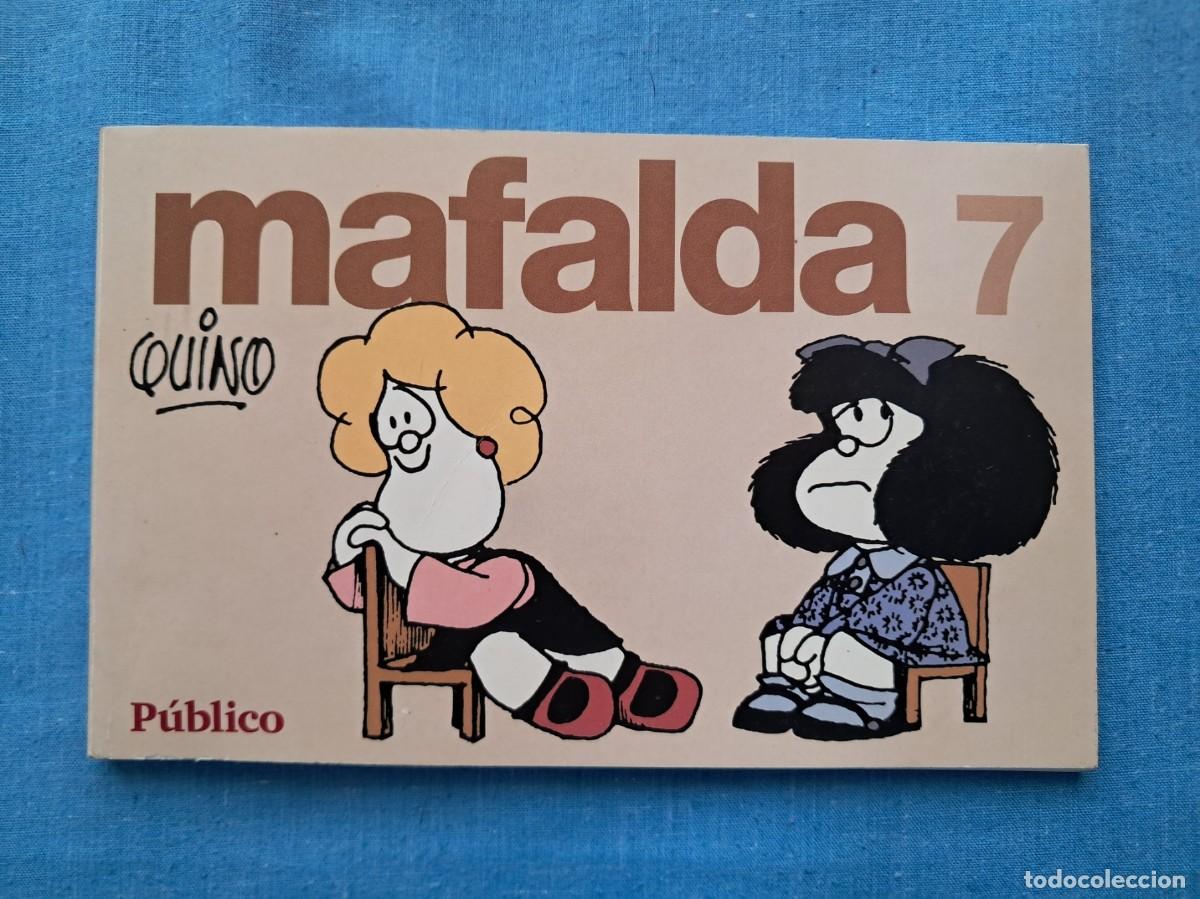 mafalda 7
QUINO
Público
todocoleccion